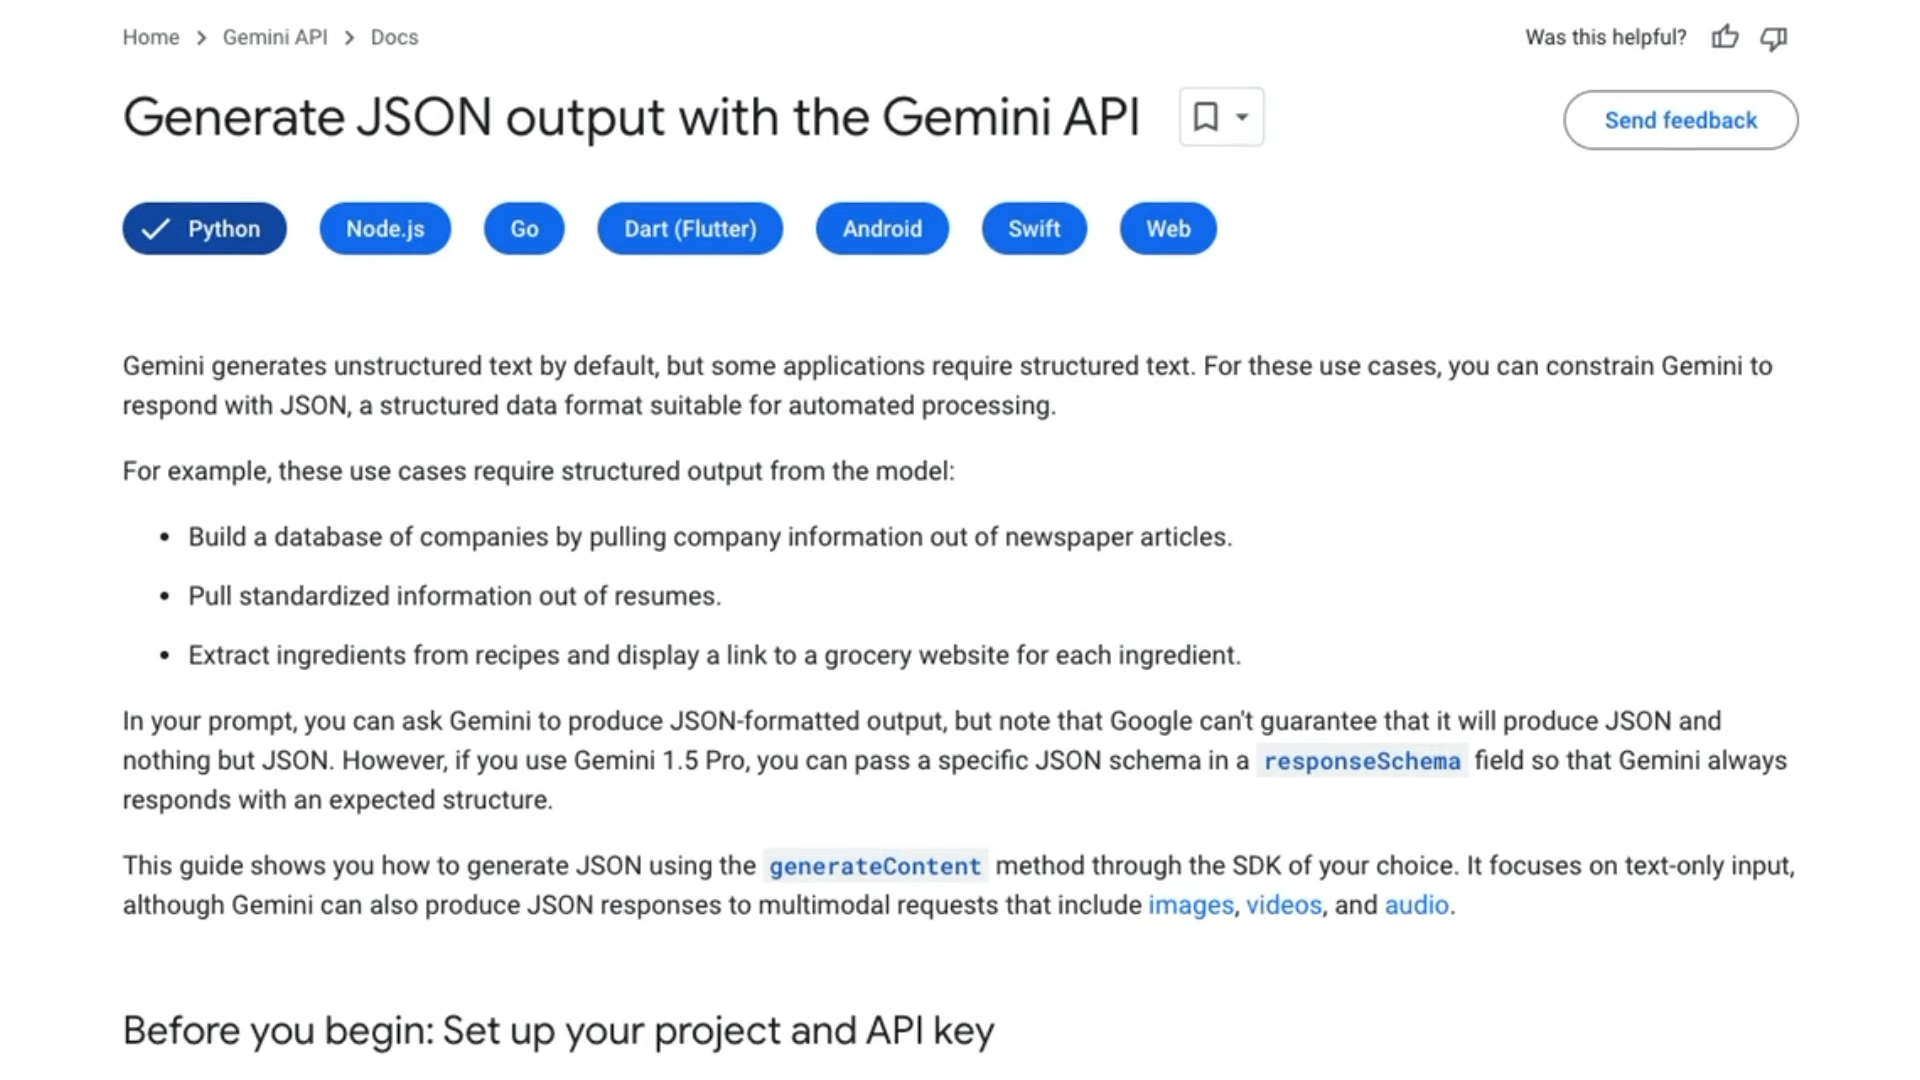 Home > Gemini API > Docs
Was this helpful?
Generate JSON output with the Gemini API
Send feedback
Python Node.js Go Dart (Flutter) Android Swift Web
Gemini generates unstructured text by default, but some applications require structured text. For these use cases, you can constrain Gemini to
respond with JSON, a structured data format suitable for automated processing.
For example, these use cases require structured output from the model:
• Build a database of companies by pulling company information out of newspaper articles.
• Pull standardized information out of resumes.
• Extract ingredients from recipes and display a link to a grocery website for each ingredient.
In your prompt, you can ask Gemini to produce JSON-formatted output, but note that Google can't guarantee that it will produce JSON and
nothing but JSON. However, if you use Gemini 1.5 Pro, you can pass a specific JSON schema in a responseSchema field so that Gemini always
responds with an expected structure.
This guide shows you how to generate JSON using the generateContent method through the SDK of your choice. It focuses on text-only input,
although Gemini can also produce JSON responses to multimodal requests that include images, videos, and audio.
Before you begin: Set up your project and API key